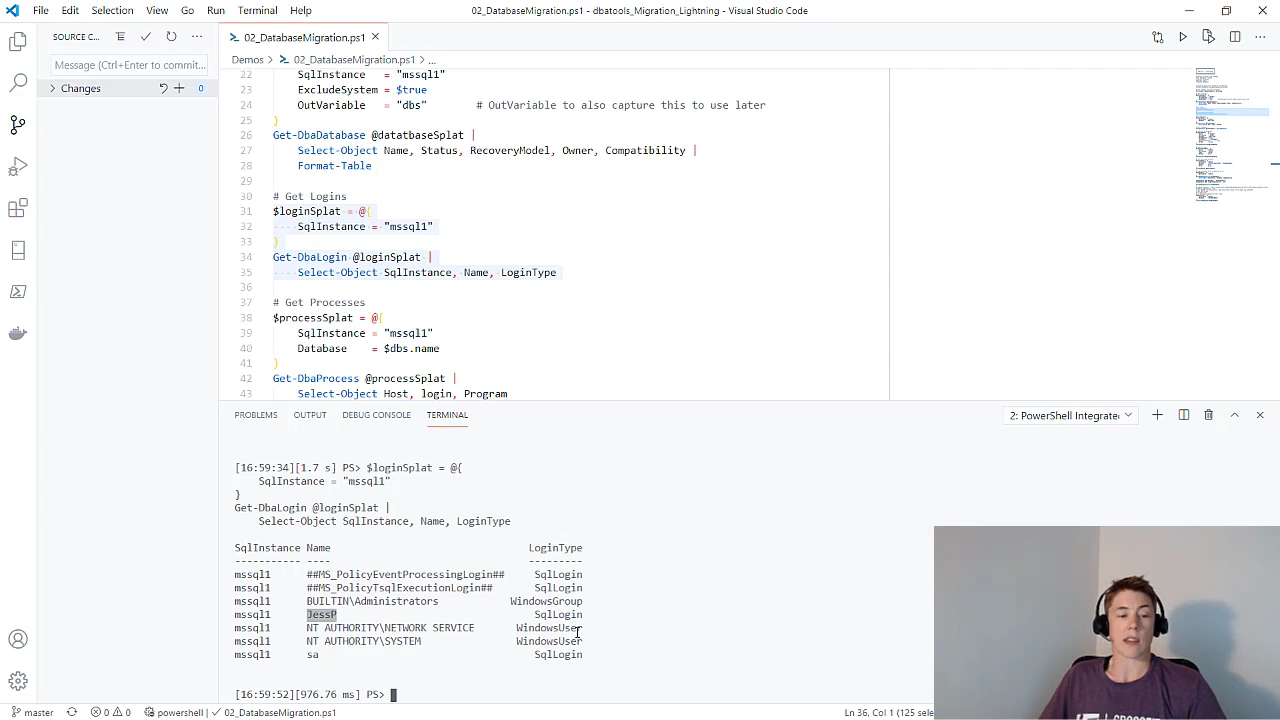 File Edit Selection View Go Run Terminal Help
02_DatabaseMigration.ps1 - dbatools_Migration_Lightning - Visual Studio Code
SOURCE C...
Message (Ctrl+Enter to commit...
Changes
0
02_DatabaseMigration.ps1
Demos > 02_DatabaseMigration.ps1 > ...
22 SqlInstance = "mssql1"
23 ExcludeSystem = $true
24 OutVariable = "dbs" # OutVariable to also capture this to use later
25 }
26 Get-DbaDatabase @datatbaseSplat |
27 Select-Object Name, Status, RecoveryModel, Owner, Compatibility |
28 Format-Table
29
30 # Get Login
31 $loginSplat = @{
32 SqlInstance = "mssql1"
33 }
34 Get-DbaLogin @loginSplat |
35 Select-Object SqlInstance, Name, LoginType
36
37 # Get Processes
38 $processSplat = @{
39 SqlInstance = "mssql1"
40 Database = $dbs.name
41 }
42 Get-DbaProcess @processSplat |
43 Select-Object Host, login, Program
PROBLEMS OUTPUT DEBUG CONSOLE TERMINAL
2: PowerShell Integrate
[16:59:34][1.7 s] PS> $loginSplat = @{
SqlInstance = "mssql1"
}
Get-DbaLogin @loginSplat |
Select-Object SqlInstance, Name, LoginType
SqlInstance Name LoginType
----------- ---- ---------
mssql1 ##MS_PolicyEventProcessingLogin## SqlLogin
mssql1 ##MS_PolicyTsqlExecutionLogin## SqlLogin
mssql1 BUILTIN\Administrators WindowsGroup
mssql1 JessP SqlLogin
mssql1 NT AUTHORITY\NETWORK SERVICE WindowsUser
mssql1 NT AUTHORITY\SYSTEM WindowsUser
mssql1 sa SqlLogin
[16:59:52][976.76 ms] PS>
master 0 0 powershell 02_DatabaseMigration.ps1
Ln 36, Col 1 (125 sele